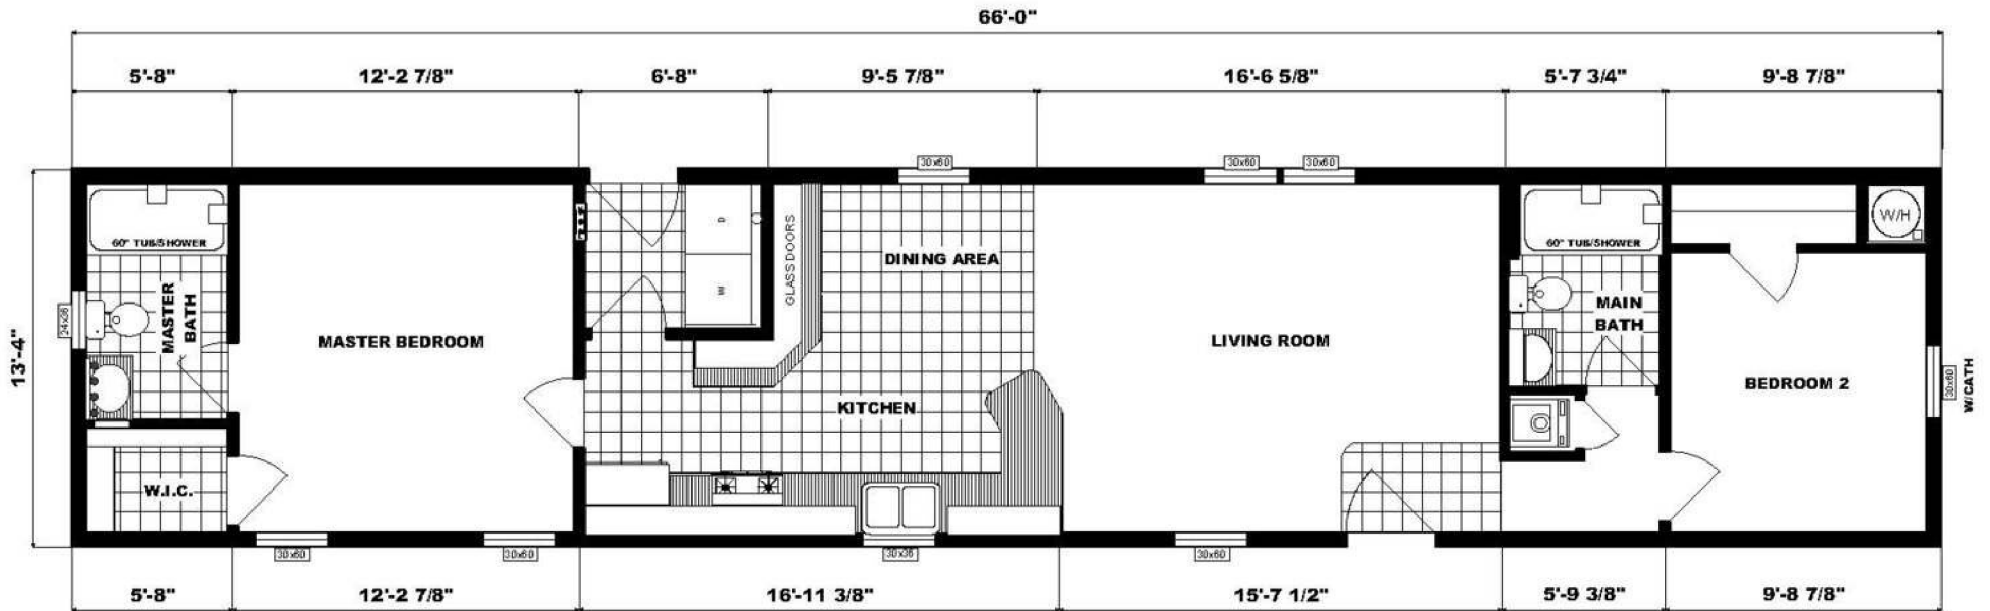 66'-0"
5'-8" 12'-2 7/8" 6'-8" 9'-5 7/8" 16'-6 5/8" 5'-7 3/4" 9'-8 7/8"
30x60 30x60 30x60
60" TUB/SHOWER
D
GLASS DOORS
60" TUB/SHOWER
W/H
DINING AREA
24x36
MASTER
BATH
W
MAIN
BATH
13'-4"
MASTER BEDROOM
LIVING ROOM
BEDROOM 2
30x60
W/CATH
KITCHEN
W.I.C.
30x60 30x60 30x36 30x60
5'-8" 12'-2 7/8" 16'-11 3/8" 15'-7 1/2" 5'-9 3/8" 9'-8 7/8"